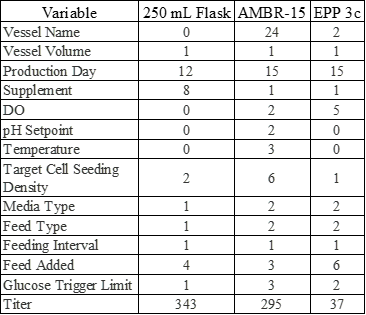 Variable 250 mL Flask AMBR-15 EPP 3c
Vessel Name 0 24 2
Vessel Volume 1 1 1
Production Day 12 15 15
Supplement 8 1 1
DO 0 2 5
pH Setpoint 0 2 0
Temperature 0 3 0
Target Cell Seeding
Density 2 6 1
Media Type 1 2 2
Feed Type 1 2 2
Feeding Interval 1 1 1
Feed Added 4 3 6
Glucose Trigger Limit 1 3 2
Titer 343 295 37